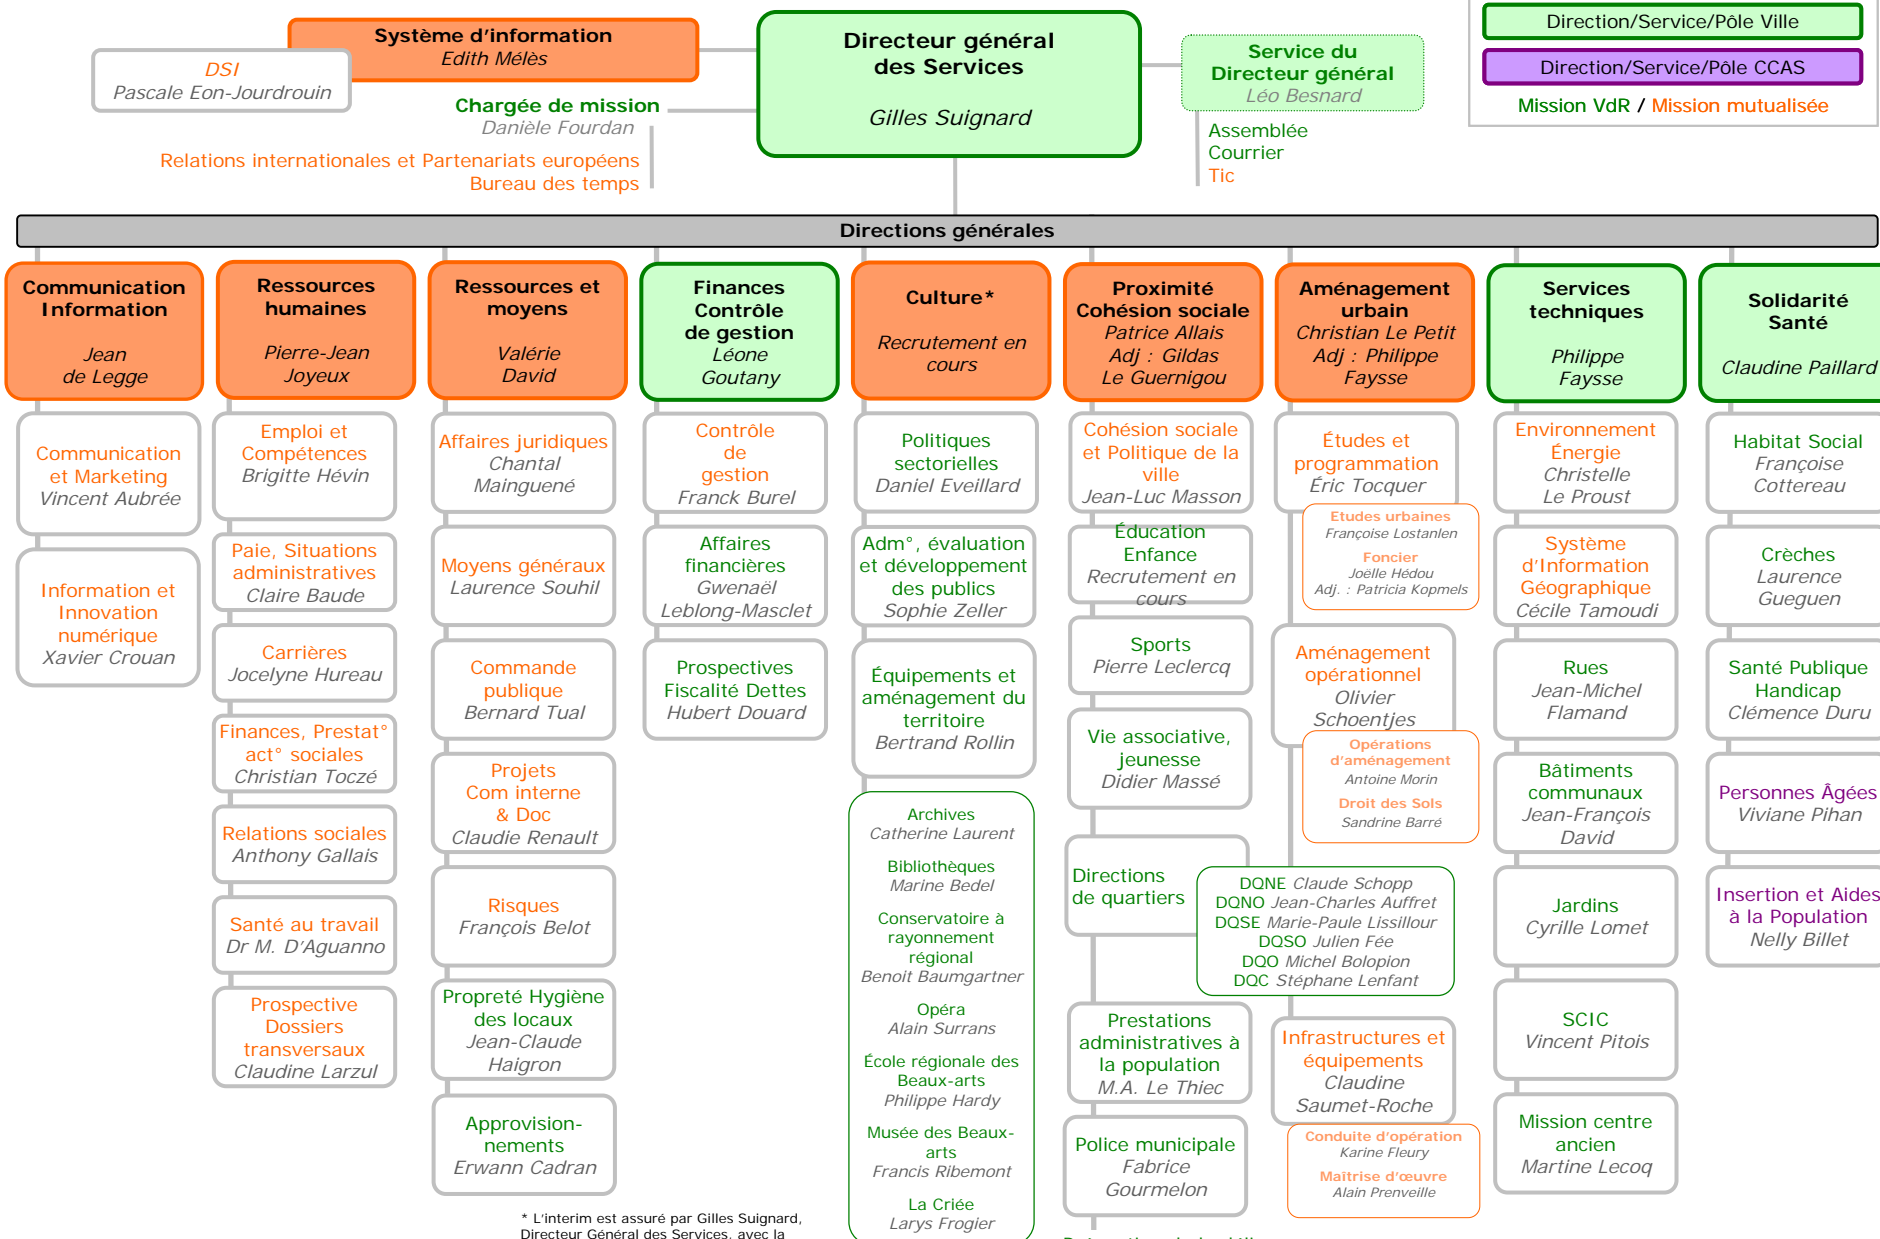 Système d'information
Edith Mélès
DSI
Pascale Eon-Jourdrouin
Chargée de mission
Danièle Fourdan
Relations internationales et Partenariats européens
Bureau des temps
Directeur général
des Services
Gilles Suignard
Service du
Directeur général
Léo Besnard
Assemblée
Courrier
Tic
Direction/Service/Pôle Ville
Direction/Service/Pôle CCAS
Mission VdR / Mission mutualisée
Directions générales
Communication
Information
Jean
de Legge
Communication
et Marketing
Vincent Aubrée
Information et
Innovation
numérique
Xavier Crouan
Ressources
humaines
Pierre-Jean
Joyeux
Emploi et
Compétences
Brigitte Hévin
Paie, Situations
administratives
Claire Baude
Carrières
Jocelyne Hureau
Finances, Prestat°
act° sociales
Christian Toczé
Relations sociales
Anthony Gallais
Santé au travail
Dr M. D'Aguanno
Prospective
Dossiers
transversaux
Claudine Larzul
Ressources et
moyens
Valérie
David
Affaires juridiques
Chantal
Mainguené
Moyens généraux
Laurence Souhil
Commande
publique
Bernard Tual
Projets
Com interne
& Doc
Claudie Renault
Risques
François Belot
Propreté Hygiène
des locaux
Jean-Claude
Haigron
Approvision-
nements
Erwann Cadran
Finances
Contrôle
de gestion
Léone
Goutany
Contrôle
de
gestion
Franck Burel
Affaires
financières
Gwenaël
Leblong-Masclet
Prospectives
Fiscalité Dettes
Hubert Douard
Culture*
Recrutement en
cours
Politiques
sectorielles
Daniel Eveillard
Adm°, évaluation
et développement
des publics
Sophie Zeller
Équipements et
aménagement du
territoire
Bertrand Rollin
Archives
Catherine Laurent
Bibliothèques
Marine Bedel
Conservatoire à
rayonnement
régional
Benoit Baumgartner
Opéra
Alain Surrans
École régionale des
Beaux-arts
Philippe Hardy
Musée des Beaux-
arts
Francis Ribemont
La Criée
Larys Frogier
Proximité
Cohésion sociale
Patrice Allais
Adj : Gildas
Le Guernigou
Cohésion sociale
et Politique de la
ville
Jean-Luc Masson
Éducation
Enfance
Recrutement en
cours
Sports
Pierre Leclercq
Vie associative,
jeunesse
Didier Massé
Directions
de quartiers
DQNE Claude Schopp
DQNO Jean-Charles Auffret
DQSE Marie-Paule Lissillour
DQSO Julien Fée
DQO Michel Bolopion
DQC Stéphane Lenfant
Prestations
administratives à
la population
M.A. Le Thiec
Police municipale
Fabrice
Gourmelon
Aménagement
urbain
Christian Le Petit
Adj : Philippe
Faysse
Études et
programmation
Éric Tocquer
Etudes urbaines
Françoise Lostanlen
Foncier
Joëlle Hédou
Adj. : Patricia Kopmels
Aménagement
opérationnel
Olivier
Schoentjes
Opérations
d'aménagement
Antoine Morin
Droit des Sols
Sandrine Barré
Infrastructures et
équipements
Claudine
Saumet-Roche
Conduite d'opération
Karine Fleury
Maîtrise d'œuvre
Alain Prenveille
Services
techniques
Philippe
Faysse
Environnement
Énergie
Christelle
Le Proust
Système
d'Information
Géographique
Cécile Tamoudi
Rues
Jean-Michel
Flamand
Bâtiments
communaux
Jean-François
David
Jardins
Cyrille Lomet
SCIC
Vincent Pitois
Mission centre
ancien
Martine Lecoq
Solidarité
Santé
Claudine Paillard
Habitat Social
Françoise
Cottereau
Crèches
Laurence
Gueguen
Santé Publique
Handicap
Clémence Duru
Personnes Âgées
Viviane Pihan
Insertion et Aides
à la Population
Nelly Billet
* L'interim est assuré par Gilles Suignard,
Directeur Général des Services, avec la